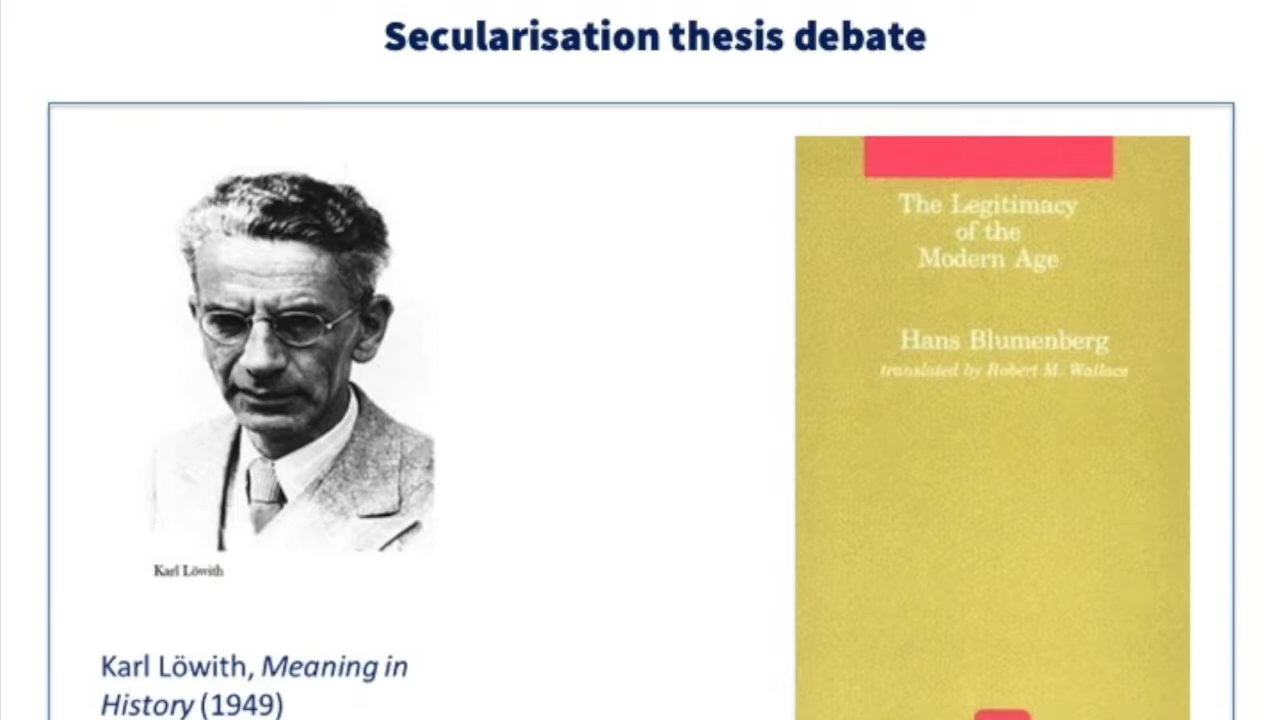 Secularisation thesis debate
The Legitimacy
of the
Modern Age
Hans Blumenberg
translated by Robert M. Wallace
Karl Löwith
Karl Löwith, Meaning in
History (1949)